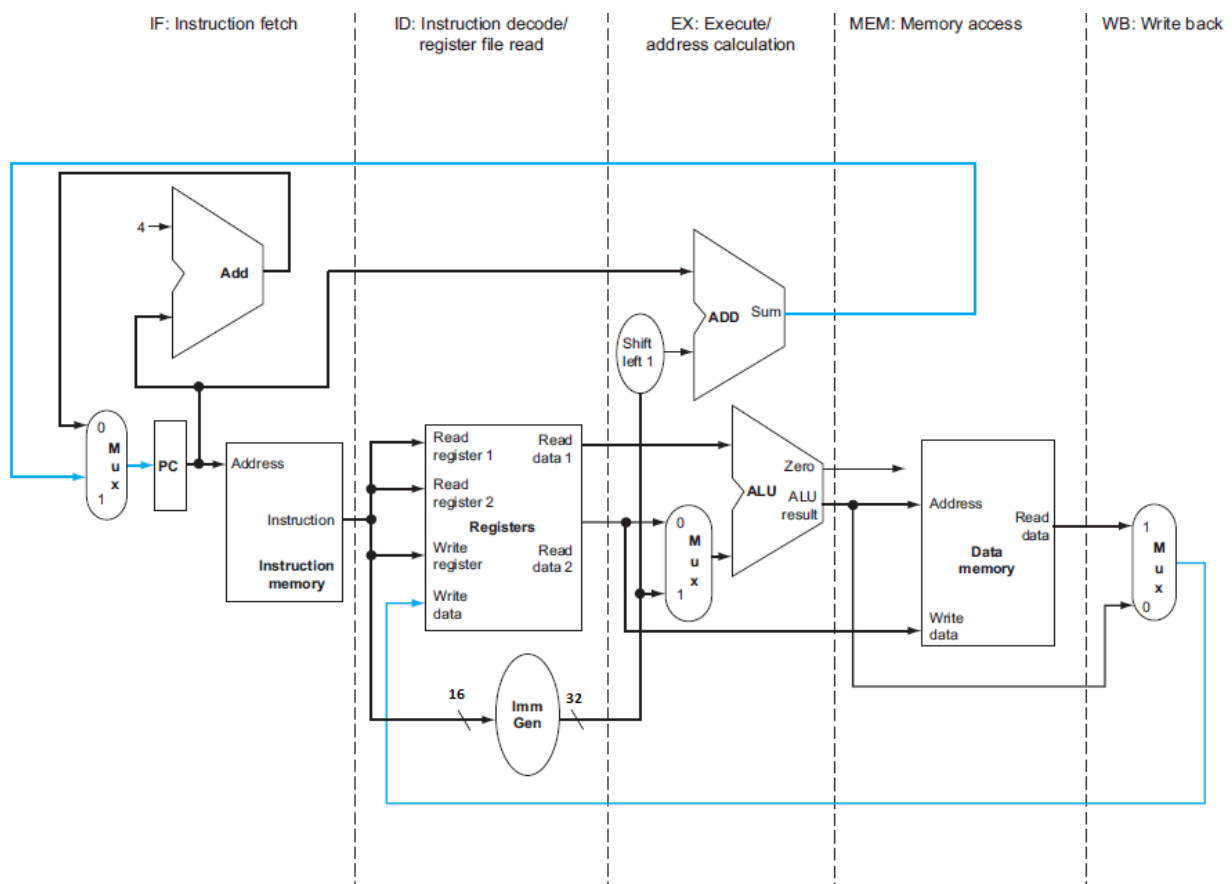 IF: Instruction fetch
ID: Instruction decode/
register file read
EX: Execute/
address calculation
MEM: Memory access
WB: Write back
4
Add
ADD
Sum
Shift
left 1
0
M
u
x
1
PC
Address
Instruction
Instruction
memory
Read
register 1
Read
register 2
Write
register
Write
data
Registers
Read
data 1
Read
data 2
16
Imm
Gen
32
0
M
u
x
1
Zero
ALU
ALU
result
Address
Read
data
Data
memory
Write
data
1
M
u
x
0